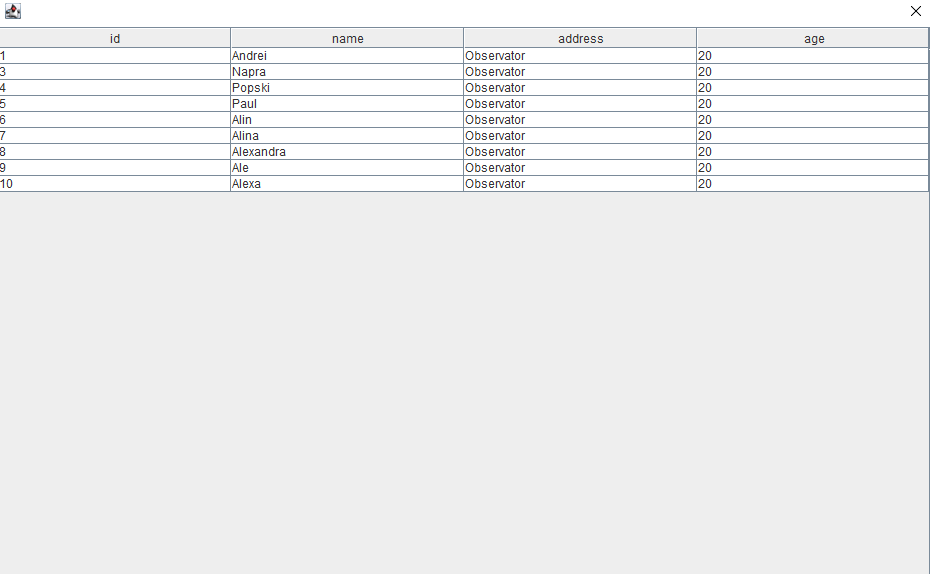 id name address age
1 Andrei Observator 20
3 Napra Observator 20
4 Popski Observator 20
5 Paul Observator 20
6 Alin Observator 20
7 Alina Observator 20
8 Alexandra Observator 20
9 Ale Observator 20
10 Alexa Observator 20